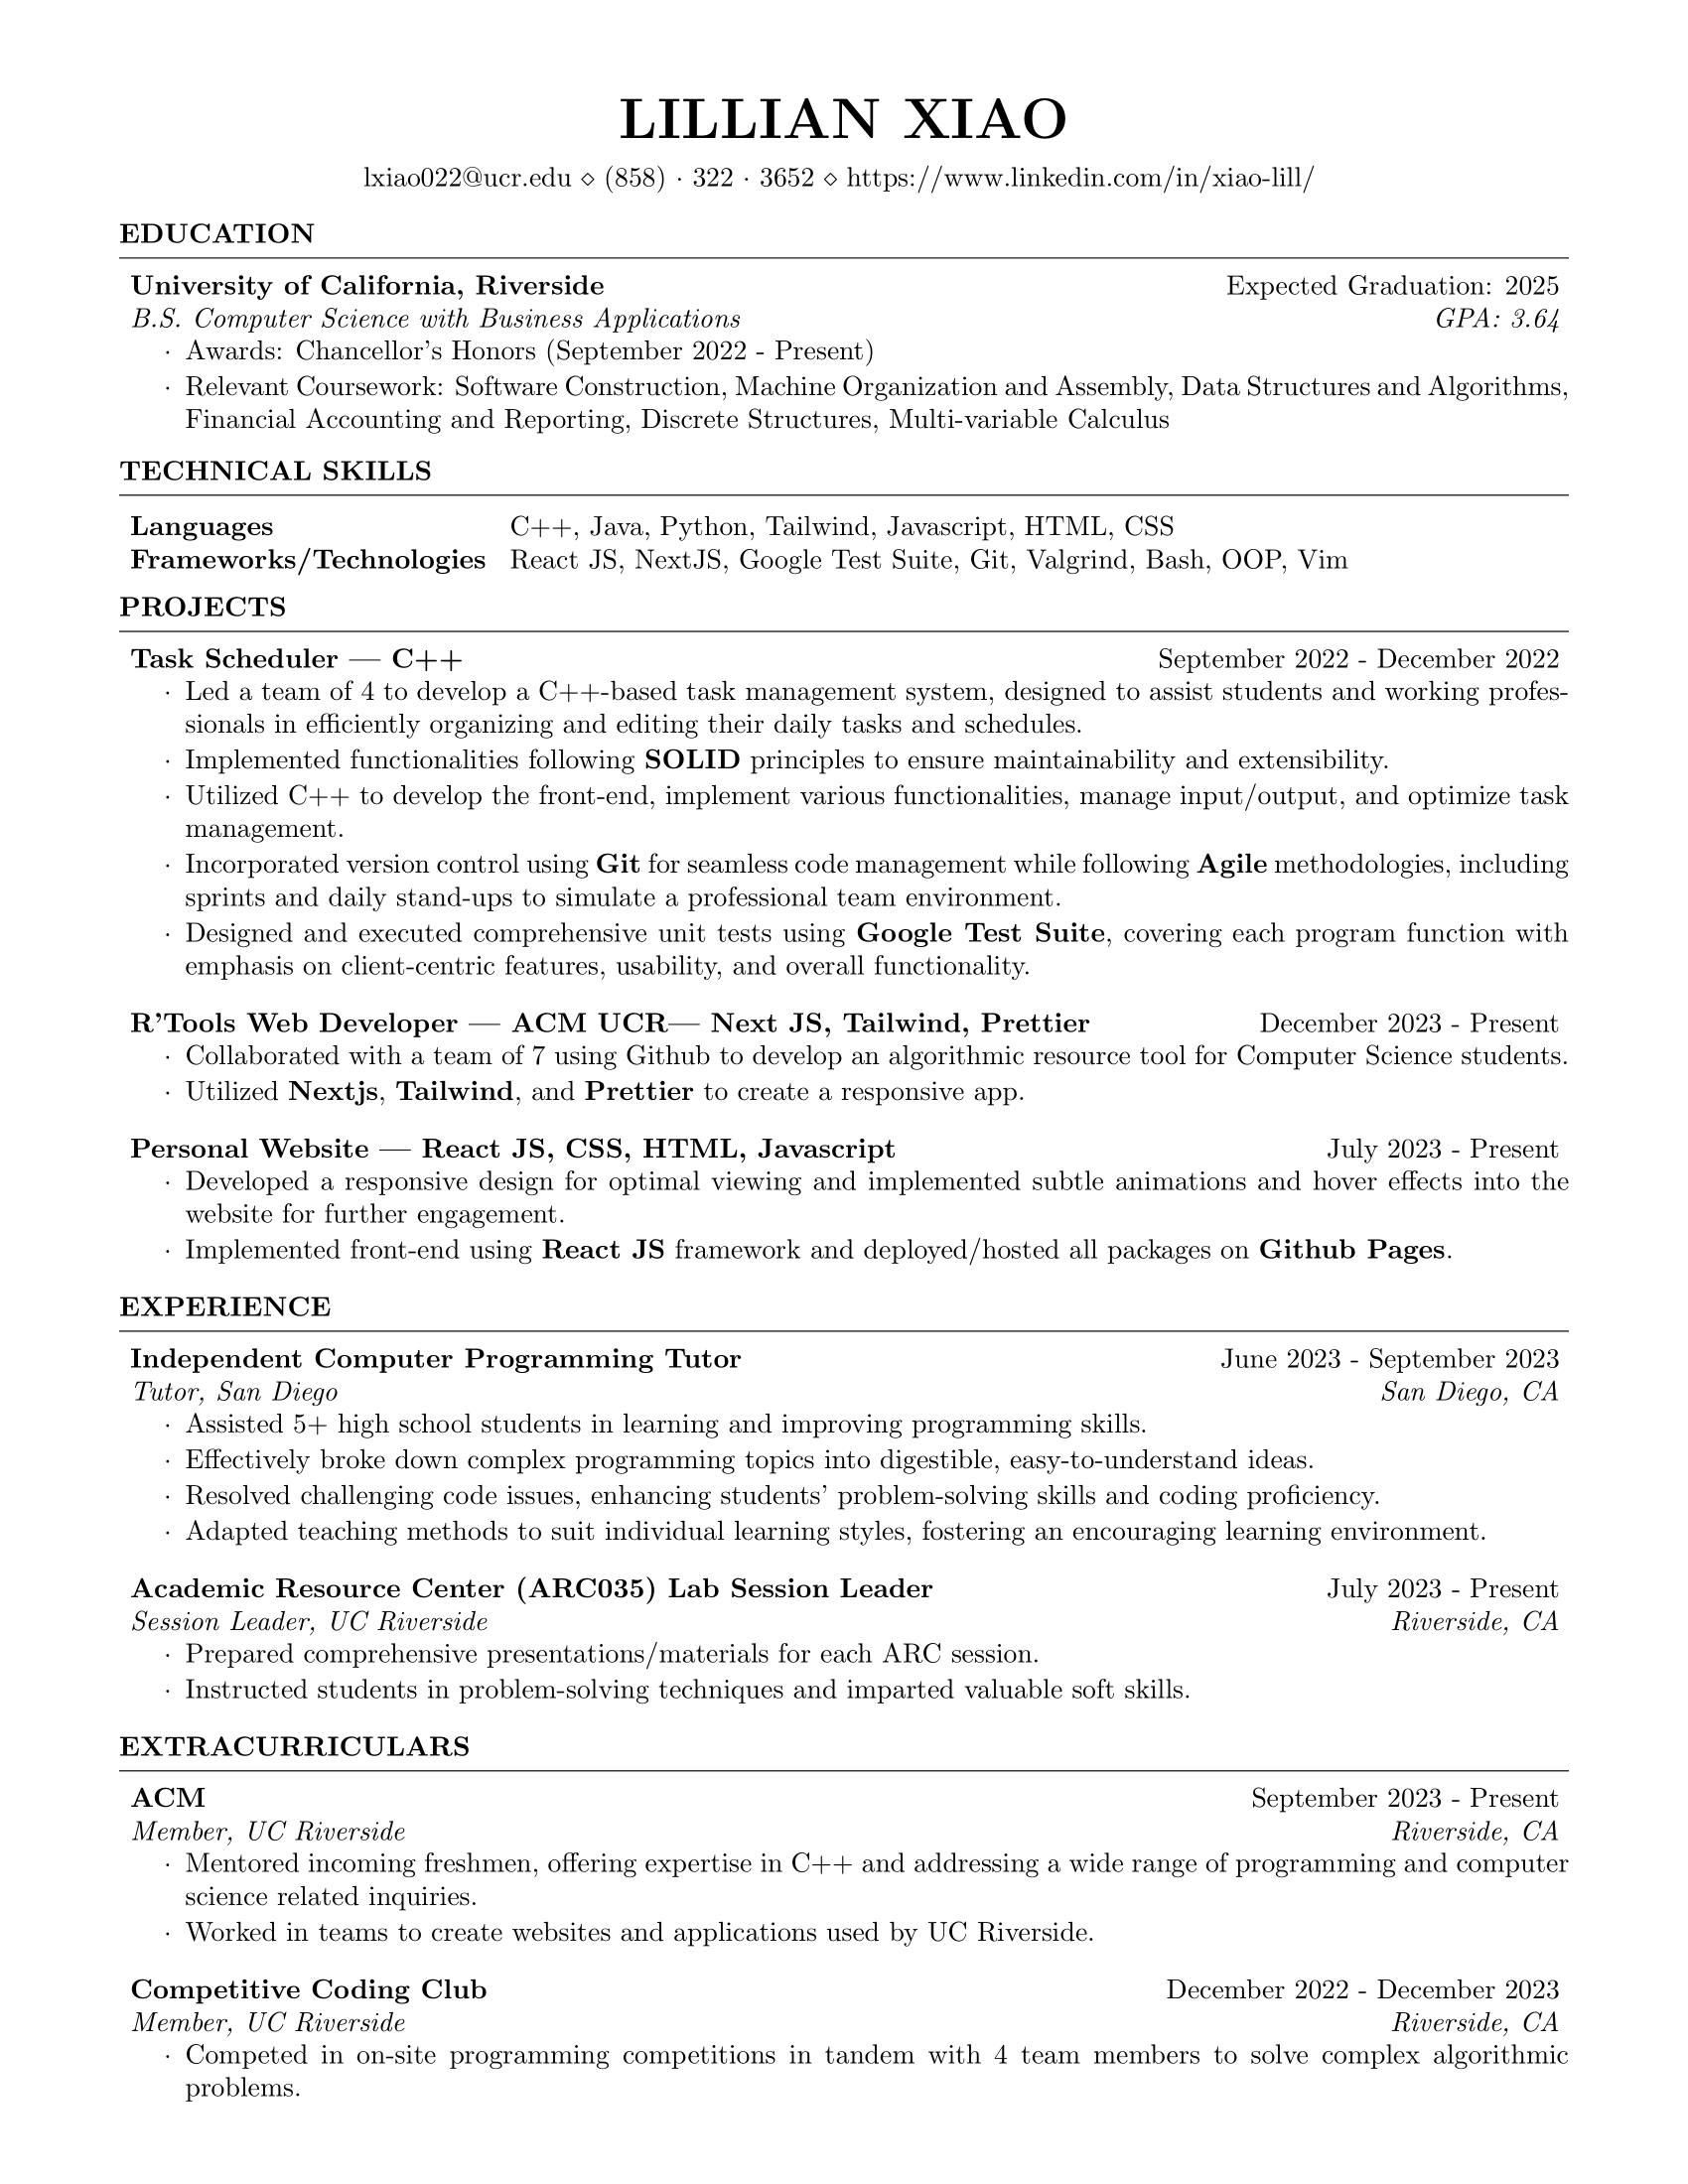 LILLIAN XIAO
lxiao022@ucr.edu ⋄ (858) · 322 · 3652 ⋄ https://www.linkedin.com/in/xiao-lill/
EDUCATION
University of California, Riverside Expected Graduation: 2025
B.S. Computer Science with Business Applications GPA: 3.64
· Awards: Chancellor's Honors (September 2022 - Present)
· Relevant Coursework: Software Construction, Machine Organization and Assembly, Data Structures and Algorithms,
Financial Accounting and Reporting, Discrete Structures, Multi-variable Calculus
TECHNICAL SKILLS
Languages C++, Java, Python, Tailwind, Javascript, HTML, CSS
Frameworks/Technologies React JS, NextJS, Google Test Suite, Git, Valgrind, Bash, OOP, Vim
PROJECTS
Task Scheduler — C++ September 2022 - December 2022
· Led a team of 4 to develop a C++-based task management system, designed to assist students and working profes-
sionals in efficiently organizing and editing their daily tasks and schedules.
· Implemented functionalities following SOLID principles to ensure maintainability and extensibility.
· Utilized C++ to develop the front-end, implement various functionalities, manage input/output, and optimize task
management.
· Incorporated version control using Git for seamless code management while following Agile methodologies, including
sprints and daily stand-ups to simulate a professional team environment.
· Designed and executed comprehensive unit tests using Google Test Suite, covering each program function with
emphasis on client-centric features, usability, and overall functionality.
R'Tools Web Developer — ACM UCR— Next JS, Tailwind, Prettier December 2023 - Present
· Collaborated with a team of 7 using Github to develop an algorithmic resource tool for Computer Science students.
· Utilized Nextjs, Tailwind, and Prettier to create a responsive app.
Personal Website — React JS, CSS, HTML, Javascript July 2023 - Present
· Developed a responsive design for optimal viewing and implemented subtle animations and hover effects into the
website for further engagement.
· Implemented front-end using React JS framework and deployed/hosted all packages on Github Pages.
EXPERIENCE
Independent Computer Programming Tutor June 2023 - September 2023
Tutor, San Diego San Diego, CA
· Assisted 5+ high school students in learning and improving programming skills.
· Effectively broke down complex programming topics into digestible, easy-to-understand ideas.
· Resolved challenging code issues, enhancing students' problem-solving skills and coding proficiency.
· Adapted teaching methods to suit individual learning styles, fostering an encouraging learning environment.
Academic Resource Center (ARC035) Lab Session Leader July 2023 - Present
Session Leader, UC Riverside Riverside, CA
· Prepared comprehensive presentations/materials for each ARC session.
· Instructed students in problem-solving techniques and imparted valuable soft skills.
EXTRACURRICULARS
ACM September 2023 - Present
Member, UC Riverside Riverside, CA
· Mentored incoming freshmen, offering expertise in C++ and addressing a wide range of programming and computer
science related inquiries.
· Worked in teams to create websites and applications used by UC Riverside.
Competitive Coding Club December 2022 - December 2023
Member, UC Riverside Riverside, CA
· Competed in on-site programming competitions in tandem with 4 team members to solve complex algorithmic
problems.